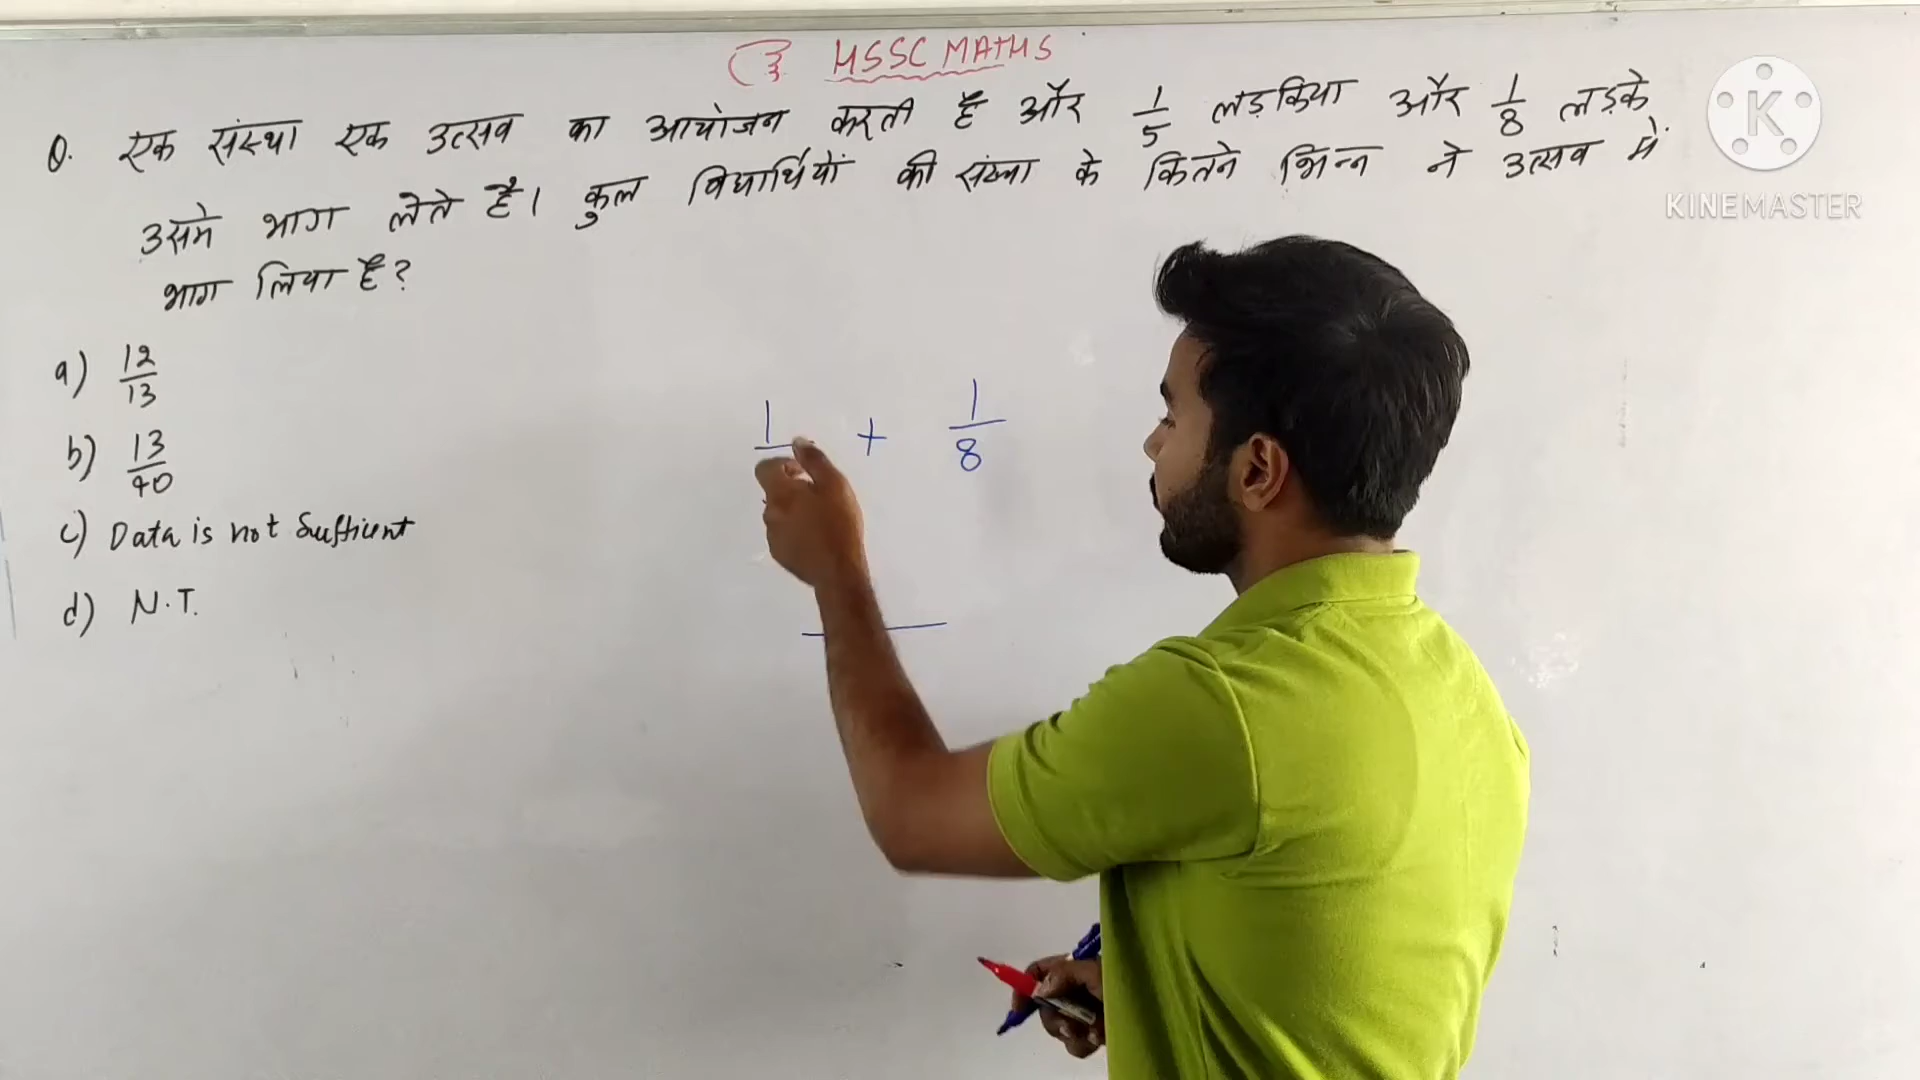 HSSC MATHS
Q. एक संस्था एक उत्सव का आयोजन करती है और 1/5 लड़किया और 1/8 लड़के
उसमे भाग लेते है। कुल विधार्थियों की संख्या के कितने भिन्न ने उत्सव में
भाग लिया है?
a) 12/13
b) 13/40
c) Data is not Sufficient
d) N.T.
1 + 1/8
K
KINEMASTER